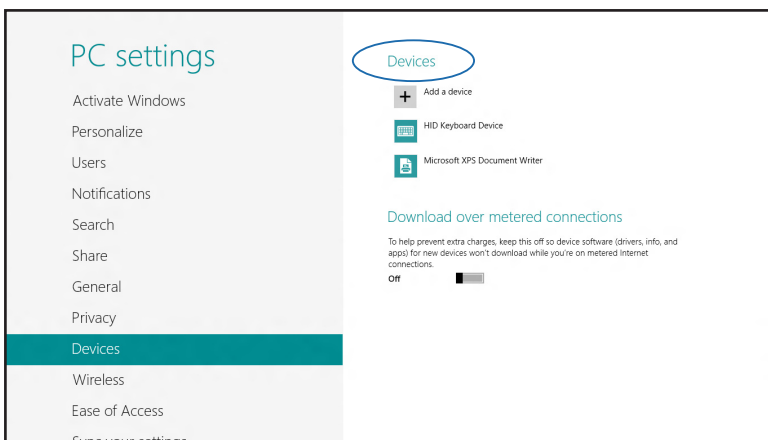 PC settings
Activate Windows
Personalize
Users
Notifications
Search
Share
General
Privacy
Devices
Wireless
Ease of Access
Sync your settings
Devices
Add a device
HID Keyboard Device
Microsoft XPS Document Writer
Download over metered connections
To help prevent extra charges, keep this off so device software (drivers, info, and
apps) for new devices won't download while you're on metered Internet
connections.
Off